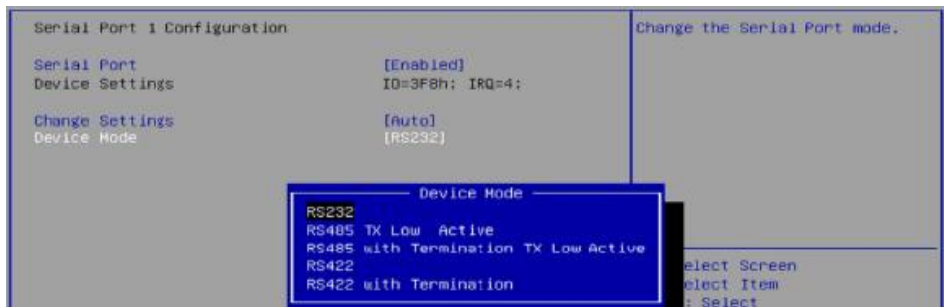 Serial Port 1 Configuration
Change the Serial Port mode.
Serial Port [Enabled]
Device Settings IO=3F8h; IRQ=4;
Change Settings [Auto]
Device Mode [RS232]
Device Mode
RS232
RS485 TX Low Active
RS485 with Termination TX Low Active
RS422
RS422 with Termination
elect Screen
elect Item
: Select